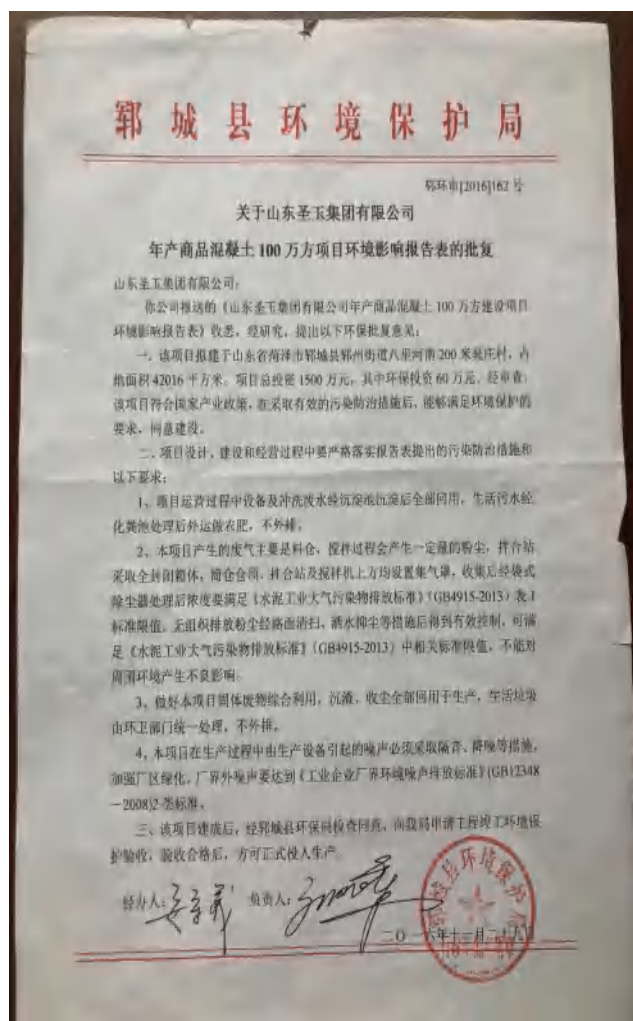 郓城县环境保护局
郓环审[2016]162号
关于山东圣玉集团有限公司
年产商品混凝土100万方项目环境影响报告表的批复
山东圣玉集团有限公司：
你公司报送的《山东圣玉集团有限公司年产商品混凝土100万方建设项目
环境影响报告表》收悉，经研究，提出以下环保批复意见：
一、该项目拟建于山东省菏泽市郓城县郓州街道八里河南200米 庄村，占
地面积42016平方米。项目总投资1500万元，其中环保投资60万元。经审查：
该项目符合国家产业政策，在采取有效的污染防治措施后，能够满足环境保护的
要求，同意建设。
二、项目设计、建设和经营过程中要严格落实报告表提出的污染防治措施和
以下要求：
1、项目运营过程中设备及冲洗废水经沉淀池沉淀后全部回用，生活污水经
化粪池处理后外运做农肥，不外排。
2、本项目产生的废气主要是料仓、搅拌过程会产生一定量的粉尘，拌合站
采取全封闭箱体，筒仓仓顶、拌合站及搅拌机上方均设置集气罩，收集后经袋式
除尘器处理后浓度要满足《水泥工业大气污染物排放标准》（GB4915-2013）表1
标准限值。无组织排放粉尘经路面清扫、洒水抑尘等措施后得到有效控制，可满
足《水泥工业大气污染物排放标准》（GB4915-2013）中相关标准限值，不能对
周围环境产生不良影响。
3、做好本项目固体废物综合利用，沉渣、收尘全部回用于生产，生活垃圾
由环卫部门统一处理，不外排。
4、本项目在生产过程中由生产设备引起的噪声必须采取隔音、降噪等措施，
加强厂区绿化，厂界外噪声要达到《工业企业厂界环境噪声排放标准》(GB12348
－2008)2类标准。
三、该项目建成后，经郓城县环保局检查同意，向我局申请工程竣工环境保
护验收，验收合格后，方可正式投入生产。
经办人： 负责人：
二〇一六年十一月二十八日
郓城县环境保护局